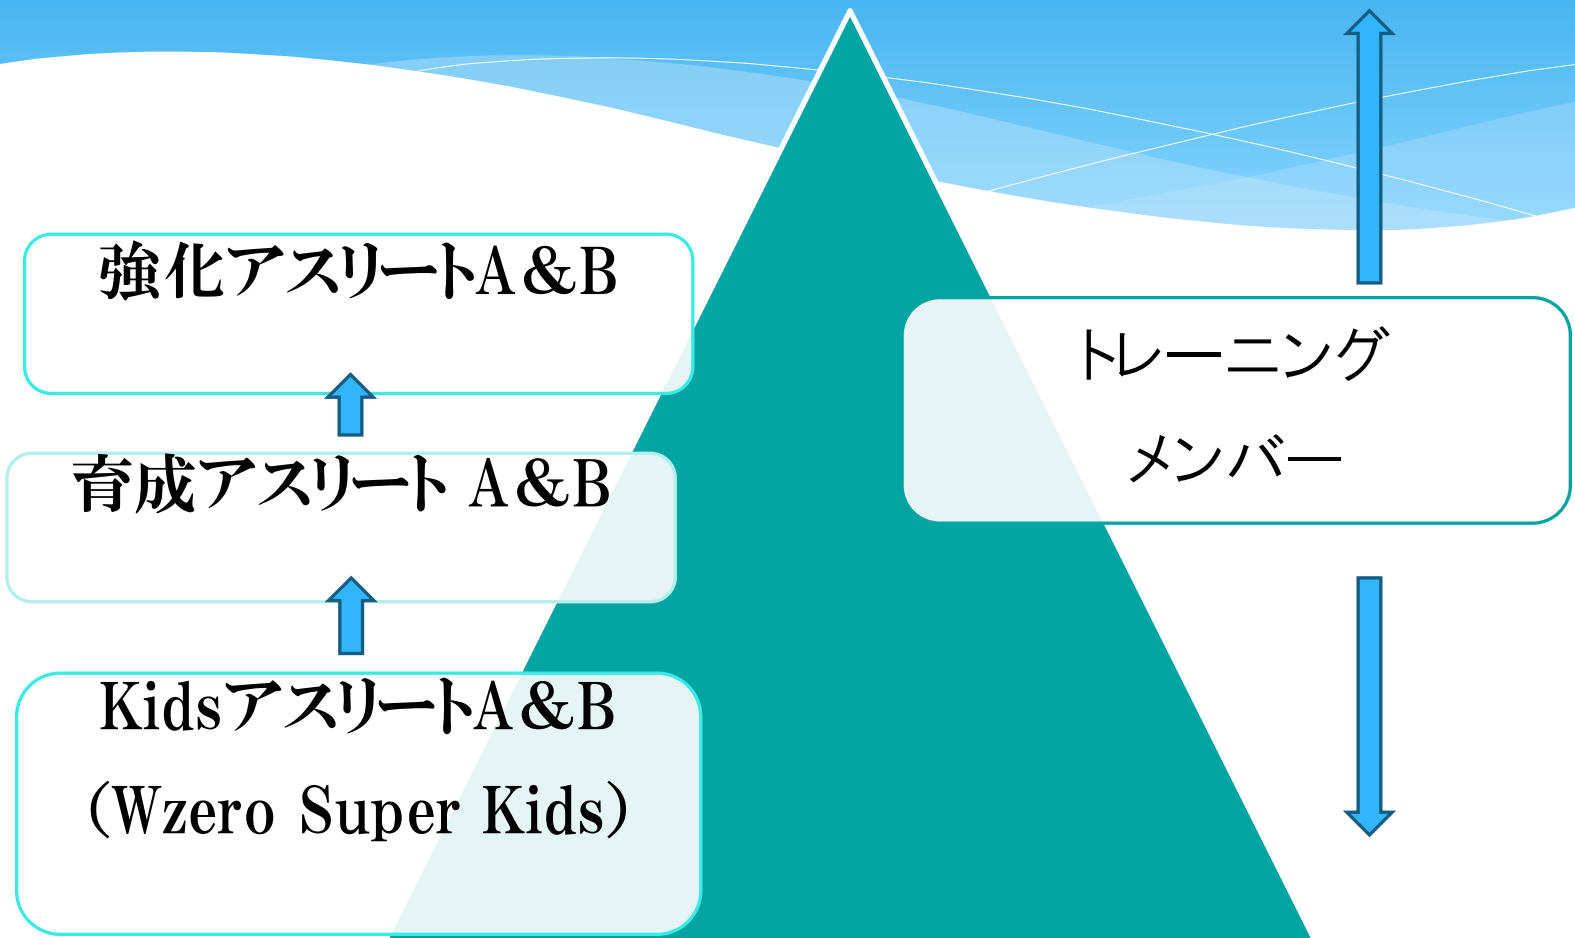 強化アスリートA＆B
育成アスリート A＆B
KidsアスリートA＆B
（Wzero Super Kids）
トレーニング
メンバー